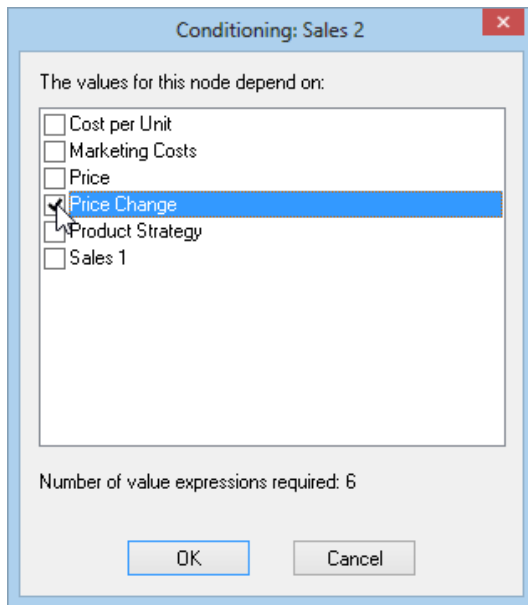 Conditioning: Sales 2
The values for this node depend on:
Cost per Unit
Marketing Costs
Price
Price Change
Product Strategy
Sales 1
Number of value expressions required: 6
OK
Cancel